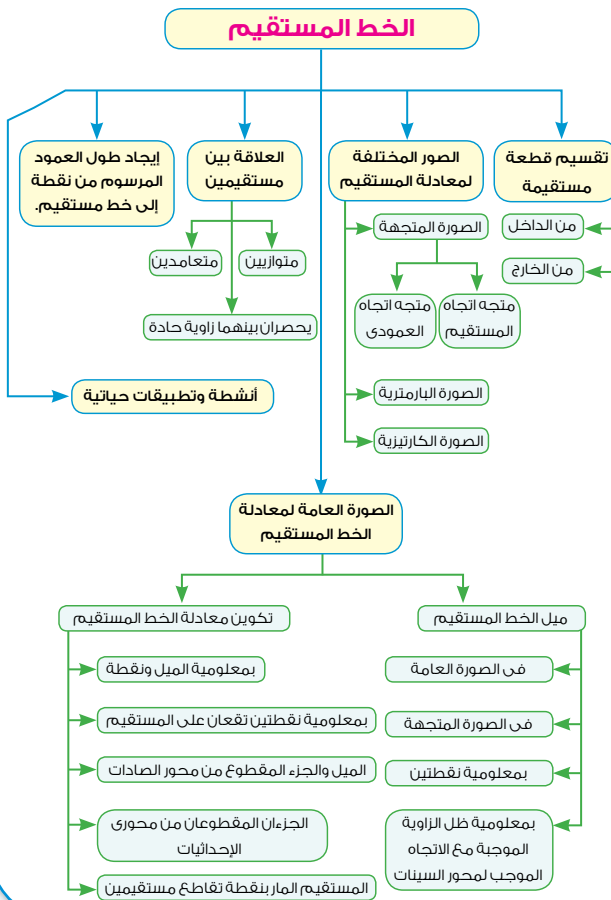 الخط المستقيم
تقسيم قطعة
مستقيمة
من الداخل
من الخارج
الصور المختلفة
لمعادلة المستقيم
الصورة المتجهة
متجه اتجاه
المستقيم
متجه اتجاه
العمودى
الصورة البارمترية
الصورة الكارتيزية
العلاقة بين
مستقيمين
متوازيين
متعامدين
يحصران بينهما زاوية حادة
إيجاد طول العمود
المرسوم من نقطة
إلى خط مستقيم.
أنشطة وتطبيقات حياتية
الصورة العامة لمعادلة
الخط المستقيم
ميل الخط المستقيم
فى الصورة العامة
فى الصورة المتجهة
بمعلومية نقطتين
بمعلومية ظل الزاوية
الموجبة مع الاتجاه
الموجب لمحور السينات
تكوين معادلة الخط المستقيم
بمعلومية الميل ونقطة
بمعلومية نقطتين تقعان على المستقيم
الميل والجزء المقطوع من محور الصادات
الجزءان المقطوعان من محورى
الإحداثيات
المستقيم المار بنقطة تقاطع مستقيمين